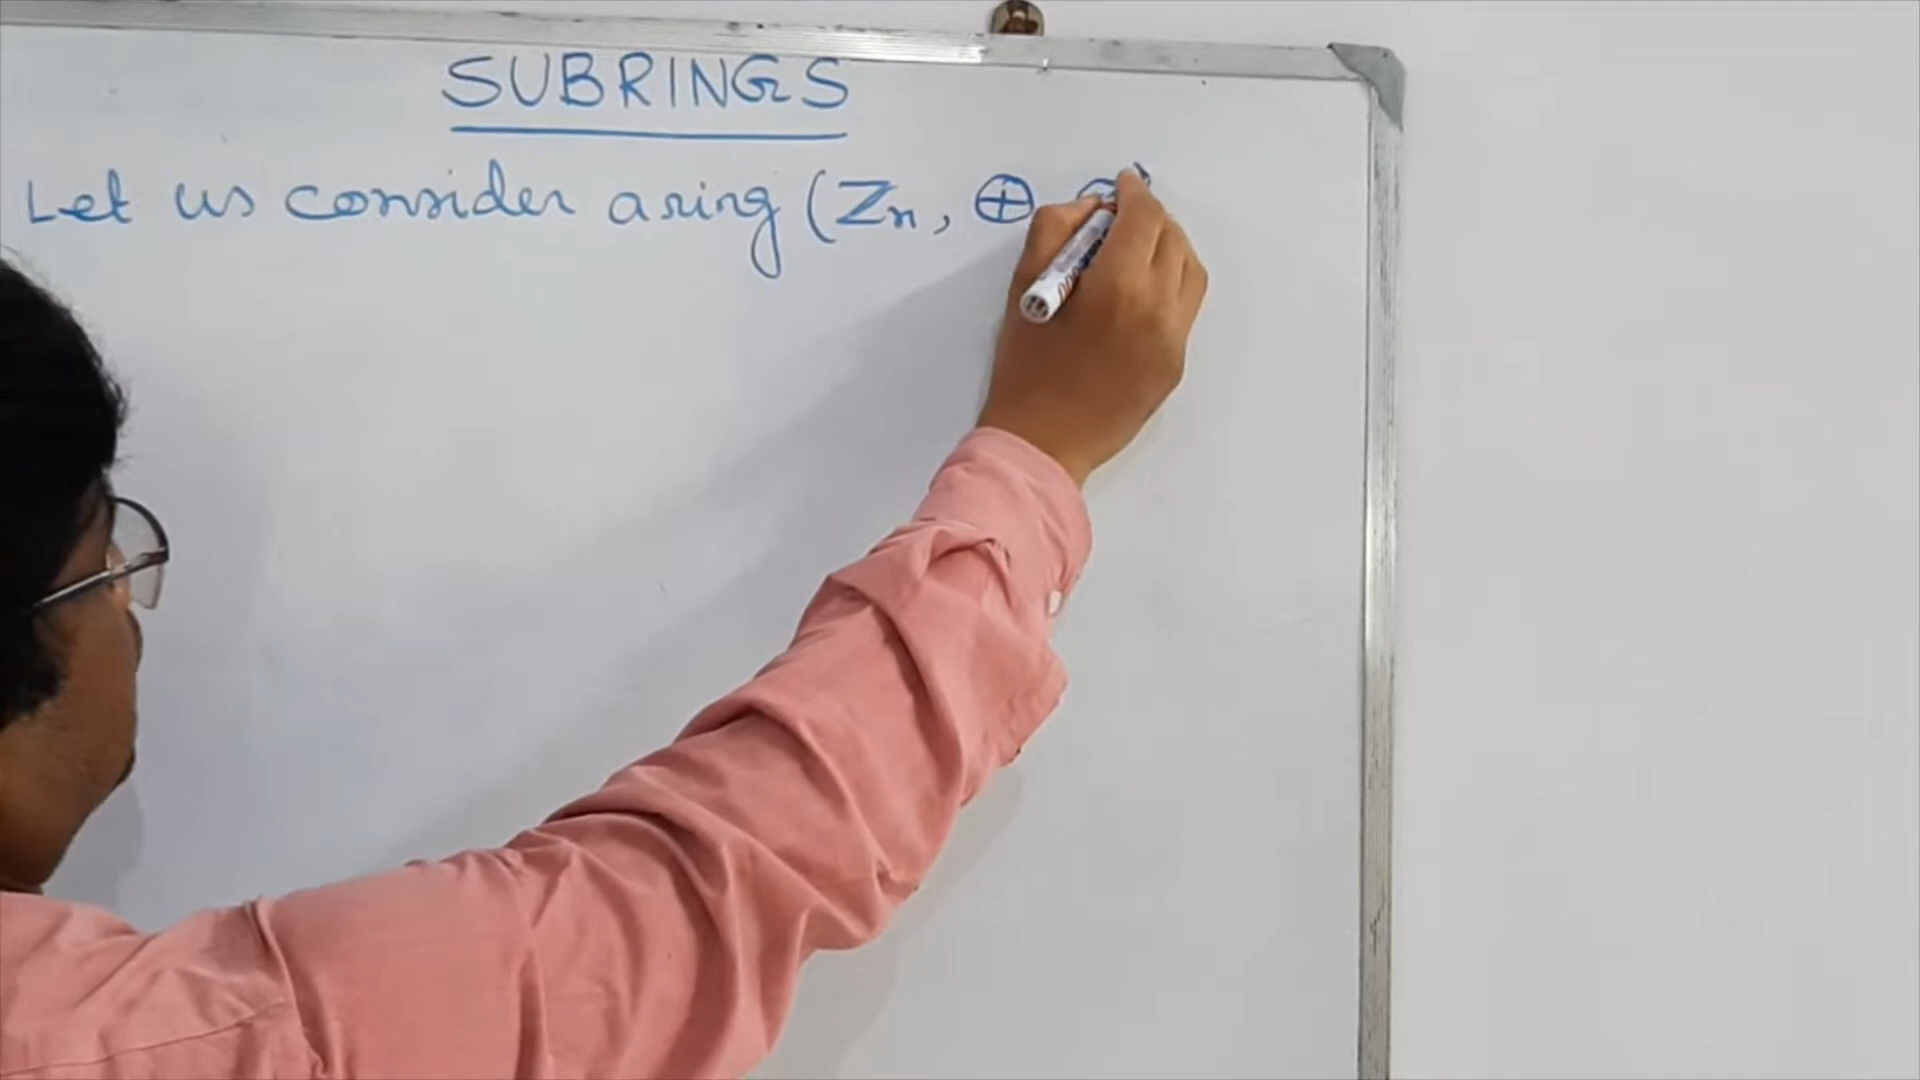 SUBRINGS
Let us consider a ring (Zn, ⊕